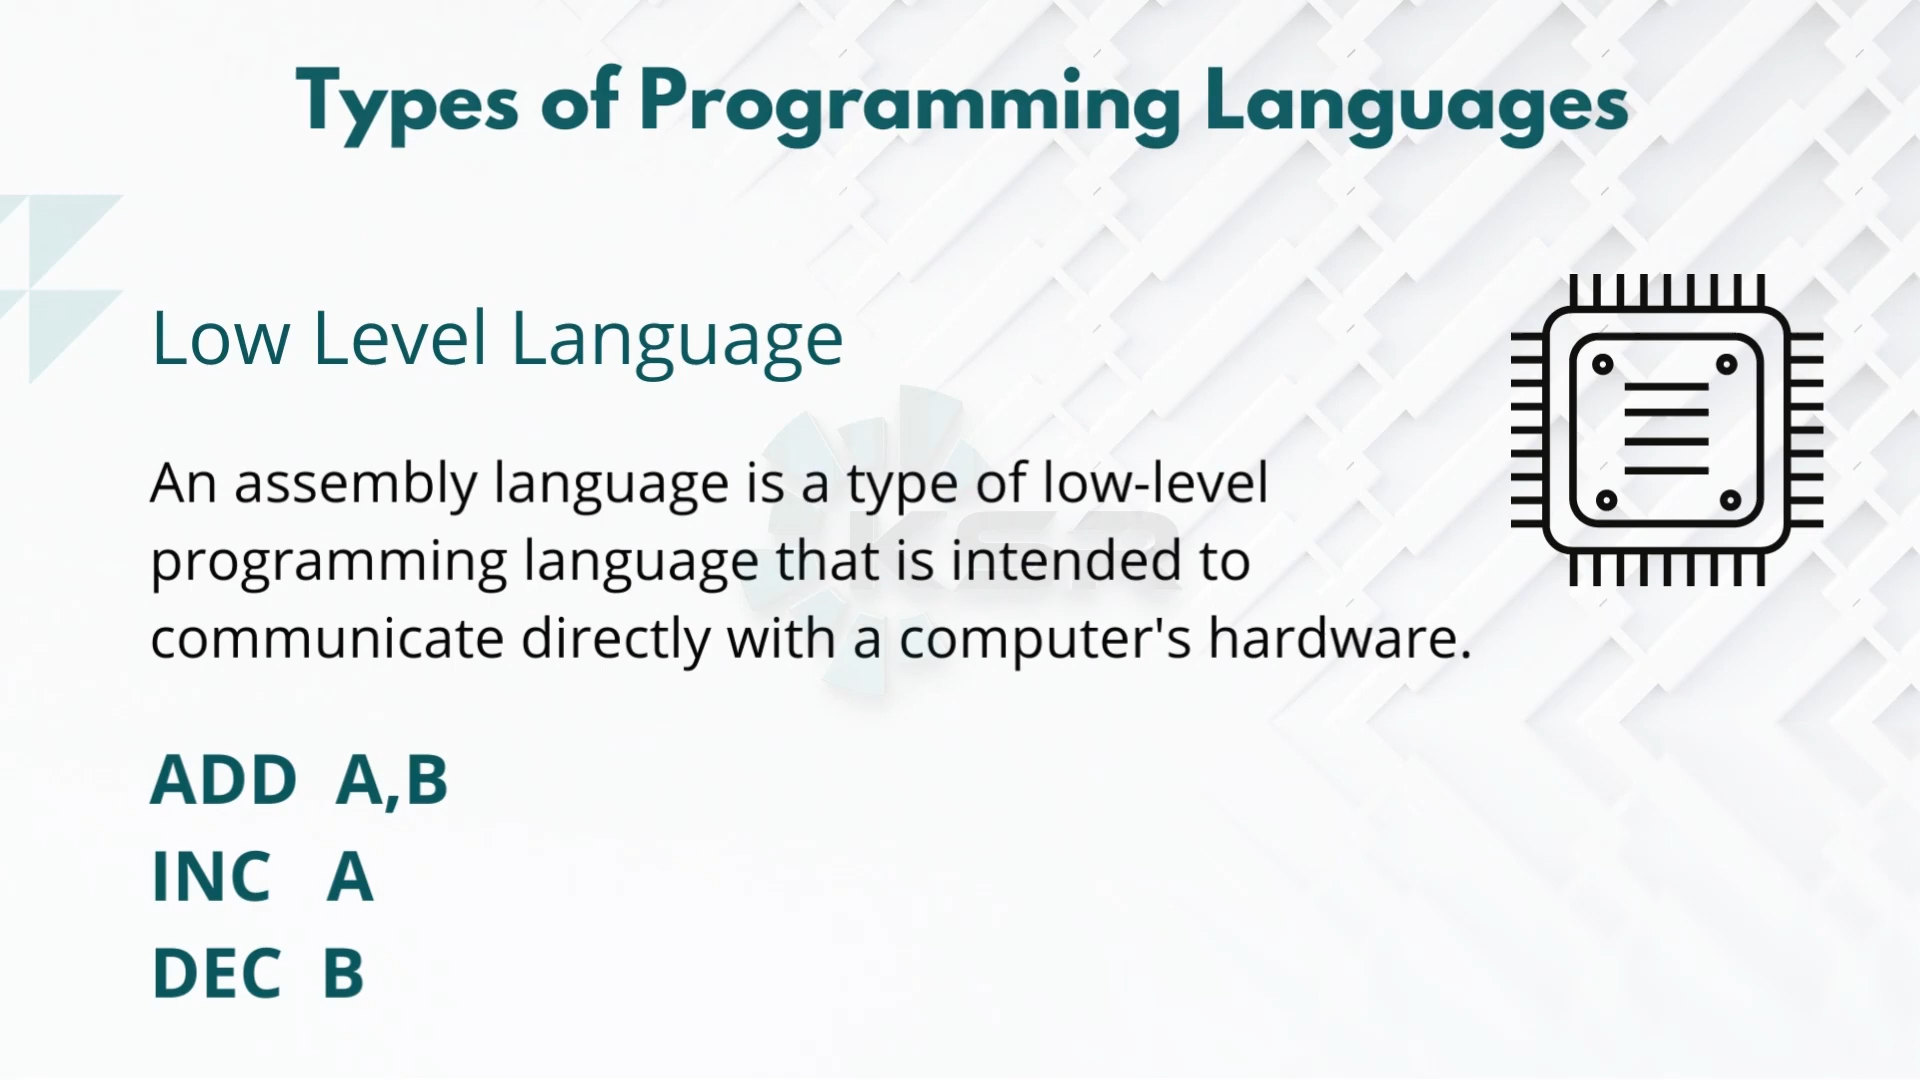 Types of Programming Languages
Low Level Language
An assembly language is a type of low-level
programming language that is intended to
communicate directly with a computer's hardware.
KSR
ADD A,B
INC A
DEC B